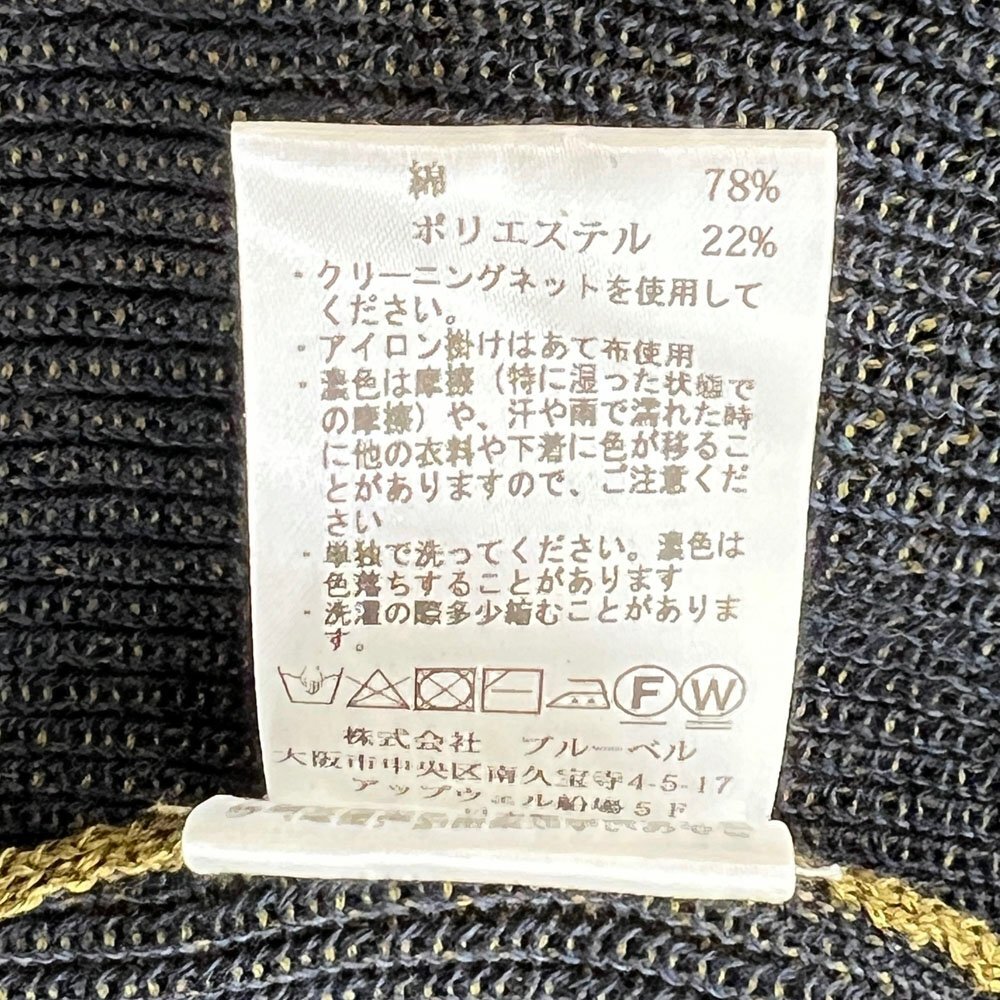 綿 78%
ポリエステル 22%
・クリーニングネットを使用して
ください。
・アイロン掛けはあて布使用
・濃色は摩擦（特に湿った状態で
の摩擦）や、汗や雨で濡れた時
に他の衣料や下着に色が移るこ
とがありますので、ご注意くだ
さい
・単独で洗ってください。濃色は
色落ちすることがあります
・洗濯の際多少縮むことがありま
す。
F W
株式会社 ブルーベル
大阪市中央区南久宝寺4-5-17
アップウェル船場5F